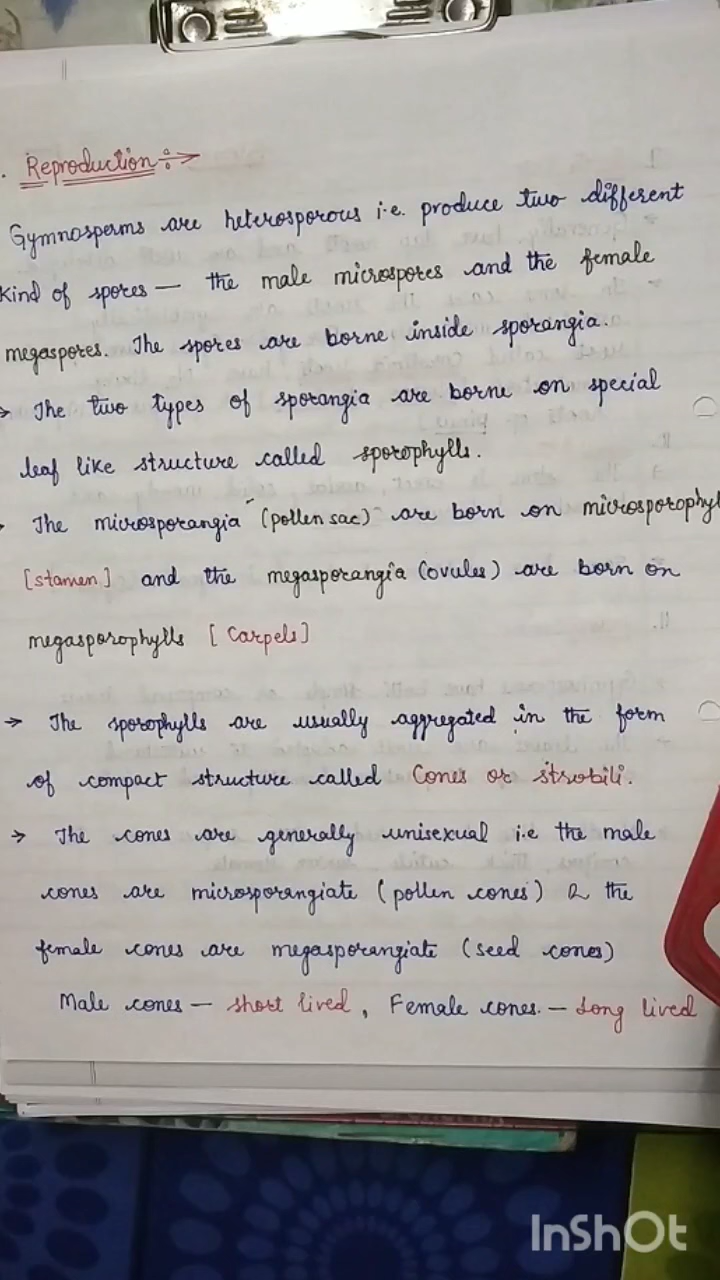 . Reproduction ÷→
Gymnosperms are heterosporous i.e. produce two different
Kind of spores — the male microspores and the female
megaspores. The spores are borne inside sporangia.
→ The two types of sporangia are borne on special
leaf like structure called sporophylls.
→ The microsporangia (pollen sac) are born on microsporophyl
[stamen] and the megasporangia (ovules) are born on
megasporophylls [Carpels]
→ The sporophylls are usually aggregated in the form
of compact structure called Cones or strobili.
→ The cones are generally unisexual i.e the male
cones are microsporangiate (pollen cones) & the
female cones are megasporangiate (seed cones)
Male cones — short lived, Female cones. — Long lived
InShOt